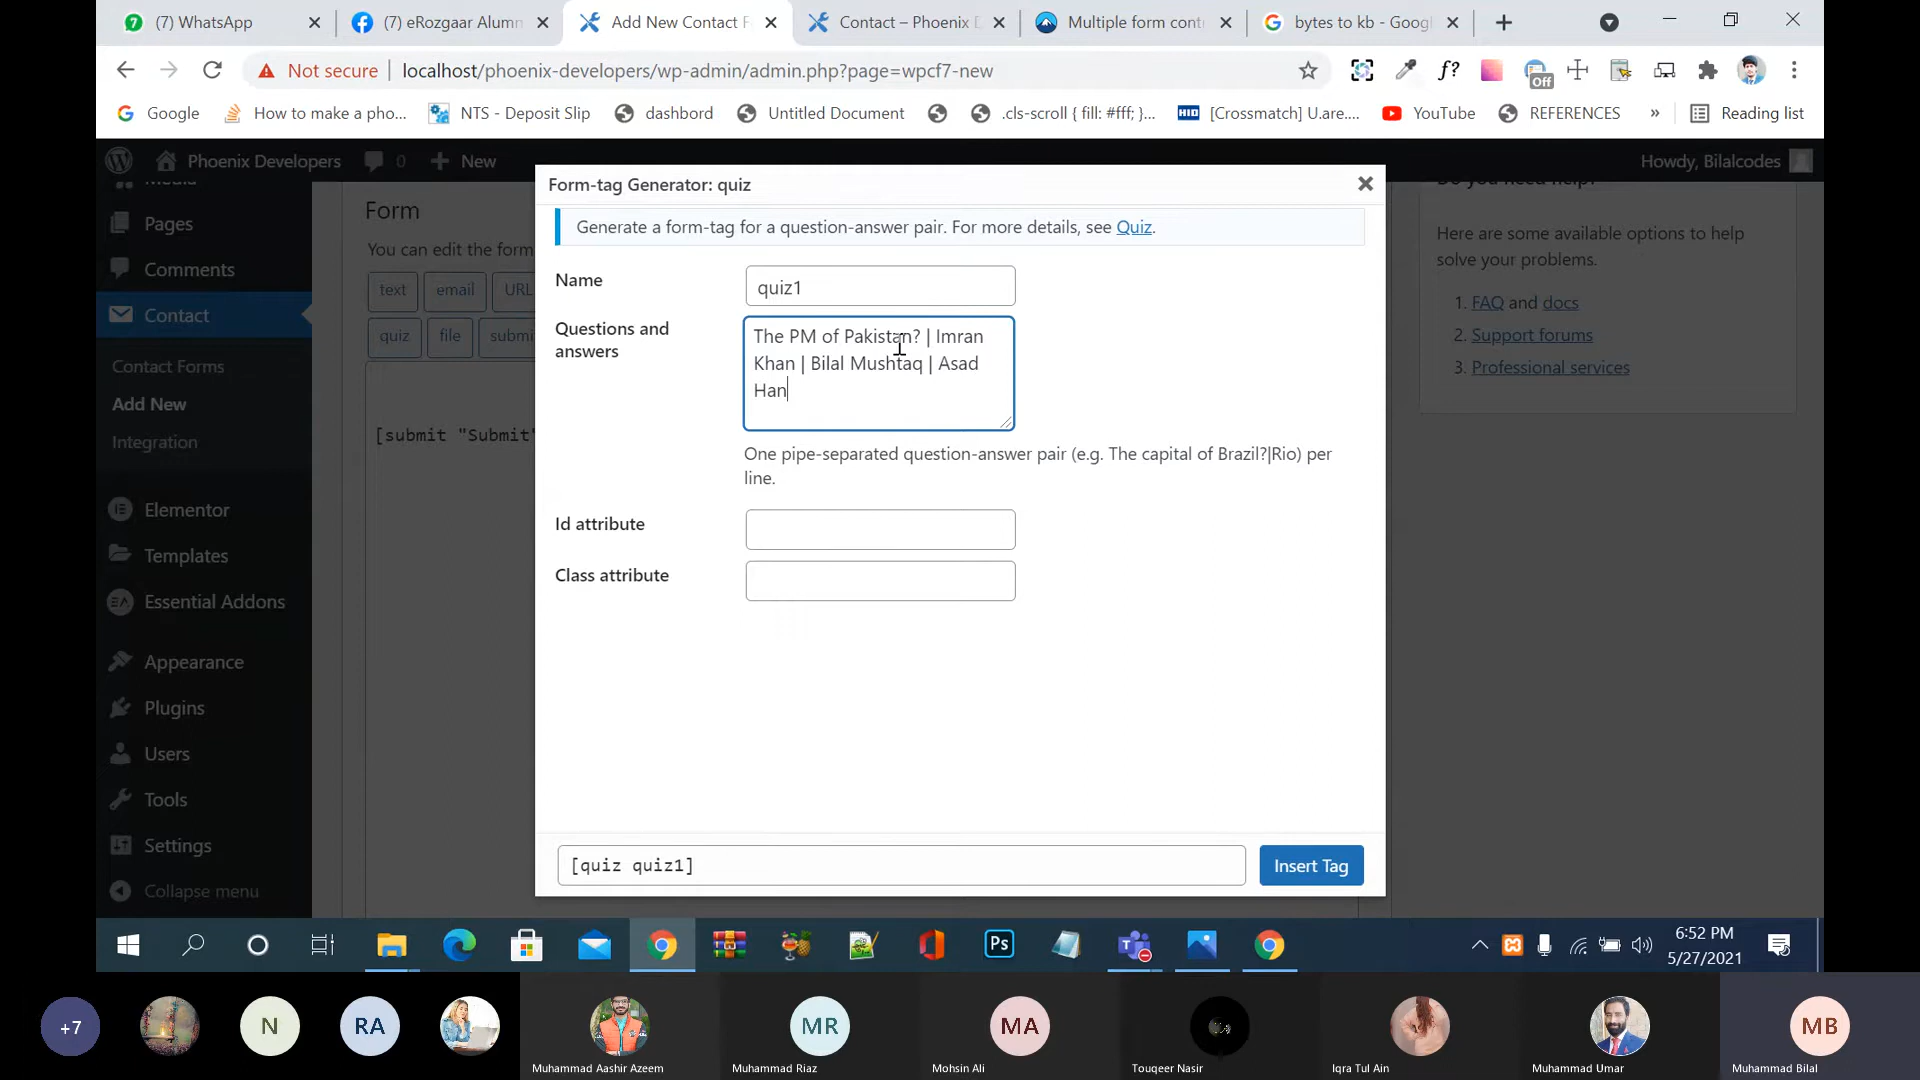 (7) WhatsApp
(7) eRozgaar Alumn
Add New Contact F
Contact – Phoenix D
Multiple form cont
bytes to kb - Googl
Not secure
localhost/phoenix-developers/wp-admin/admin.php?page=wpcf7-new
f?
Off
Google
How to make a pho...
NTS - Deposit Slip
dashbord
Untitled Document
.cls-scroll { fill: #fff; }...
HID
[Crossmatch] U.are....
YouTube
REFERENCES
»
Reading list
Phoenix Developers
0
New
Howdy, Bilalcodes
Media
Pages
Comments
Contact
Contact Forms
Add New
Integration
Elementor
Templates
Essential Addons
Appearance
Plugins
Users
Tools
Settings
Collapse menu
Form
You can edit the form
text
email
URL
quiz
file
submi
[submit "Submit"
Form-tag Generator: quiz
Generate a form-tag for a question-answer pair. For more details, see Quiz.
Name
quiz1
Questions and
answers
The PM of Pakistan? | Imran
Khan | Bilal Mushtaq | Asad
Han
One pipe-separated question-answer pair (e.g. The capital of Brazil?|Rio) per
line.
Id attribute
Class attribute
[quiz quiz1]
Insert Tag
Do you need help?
Here are some available options to help
solve your problems.
1. FAQ and docs
2. Support forums
3. Professional services
Ps
6:52 PM
5/27/2021
+7
N
RA
MR
MA
MB
Muhammad Aashir Azeem
Muhammad Riaz
Mohsin Ali
Touqeer Nasir
Iqra Tul Ain
Muhammad Umar
Muhammad Bilal